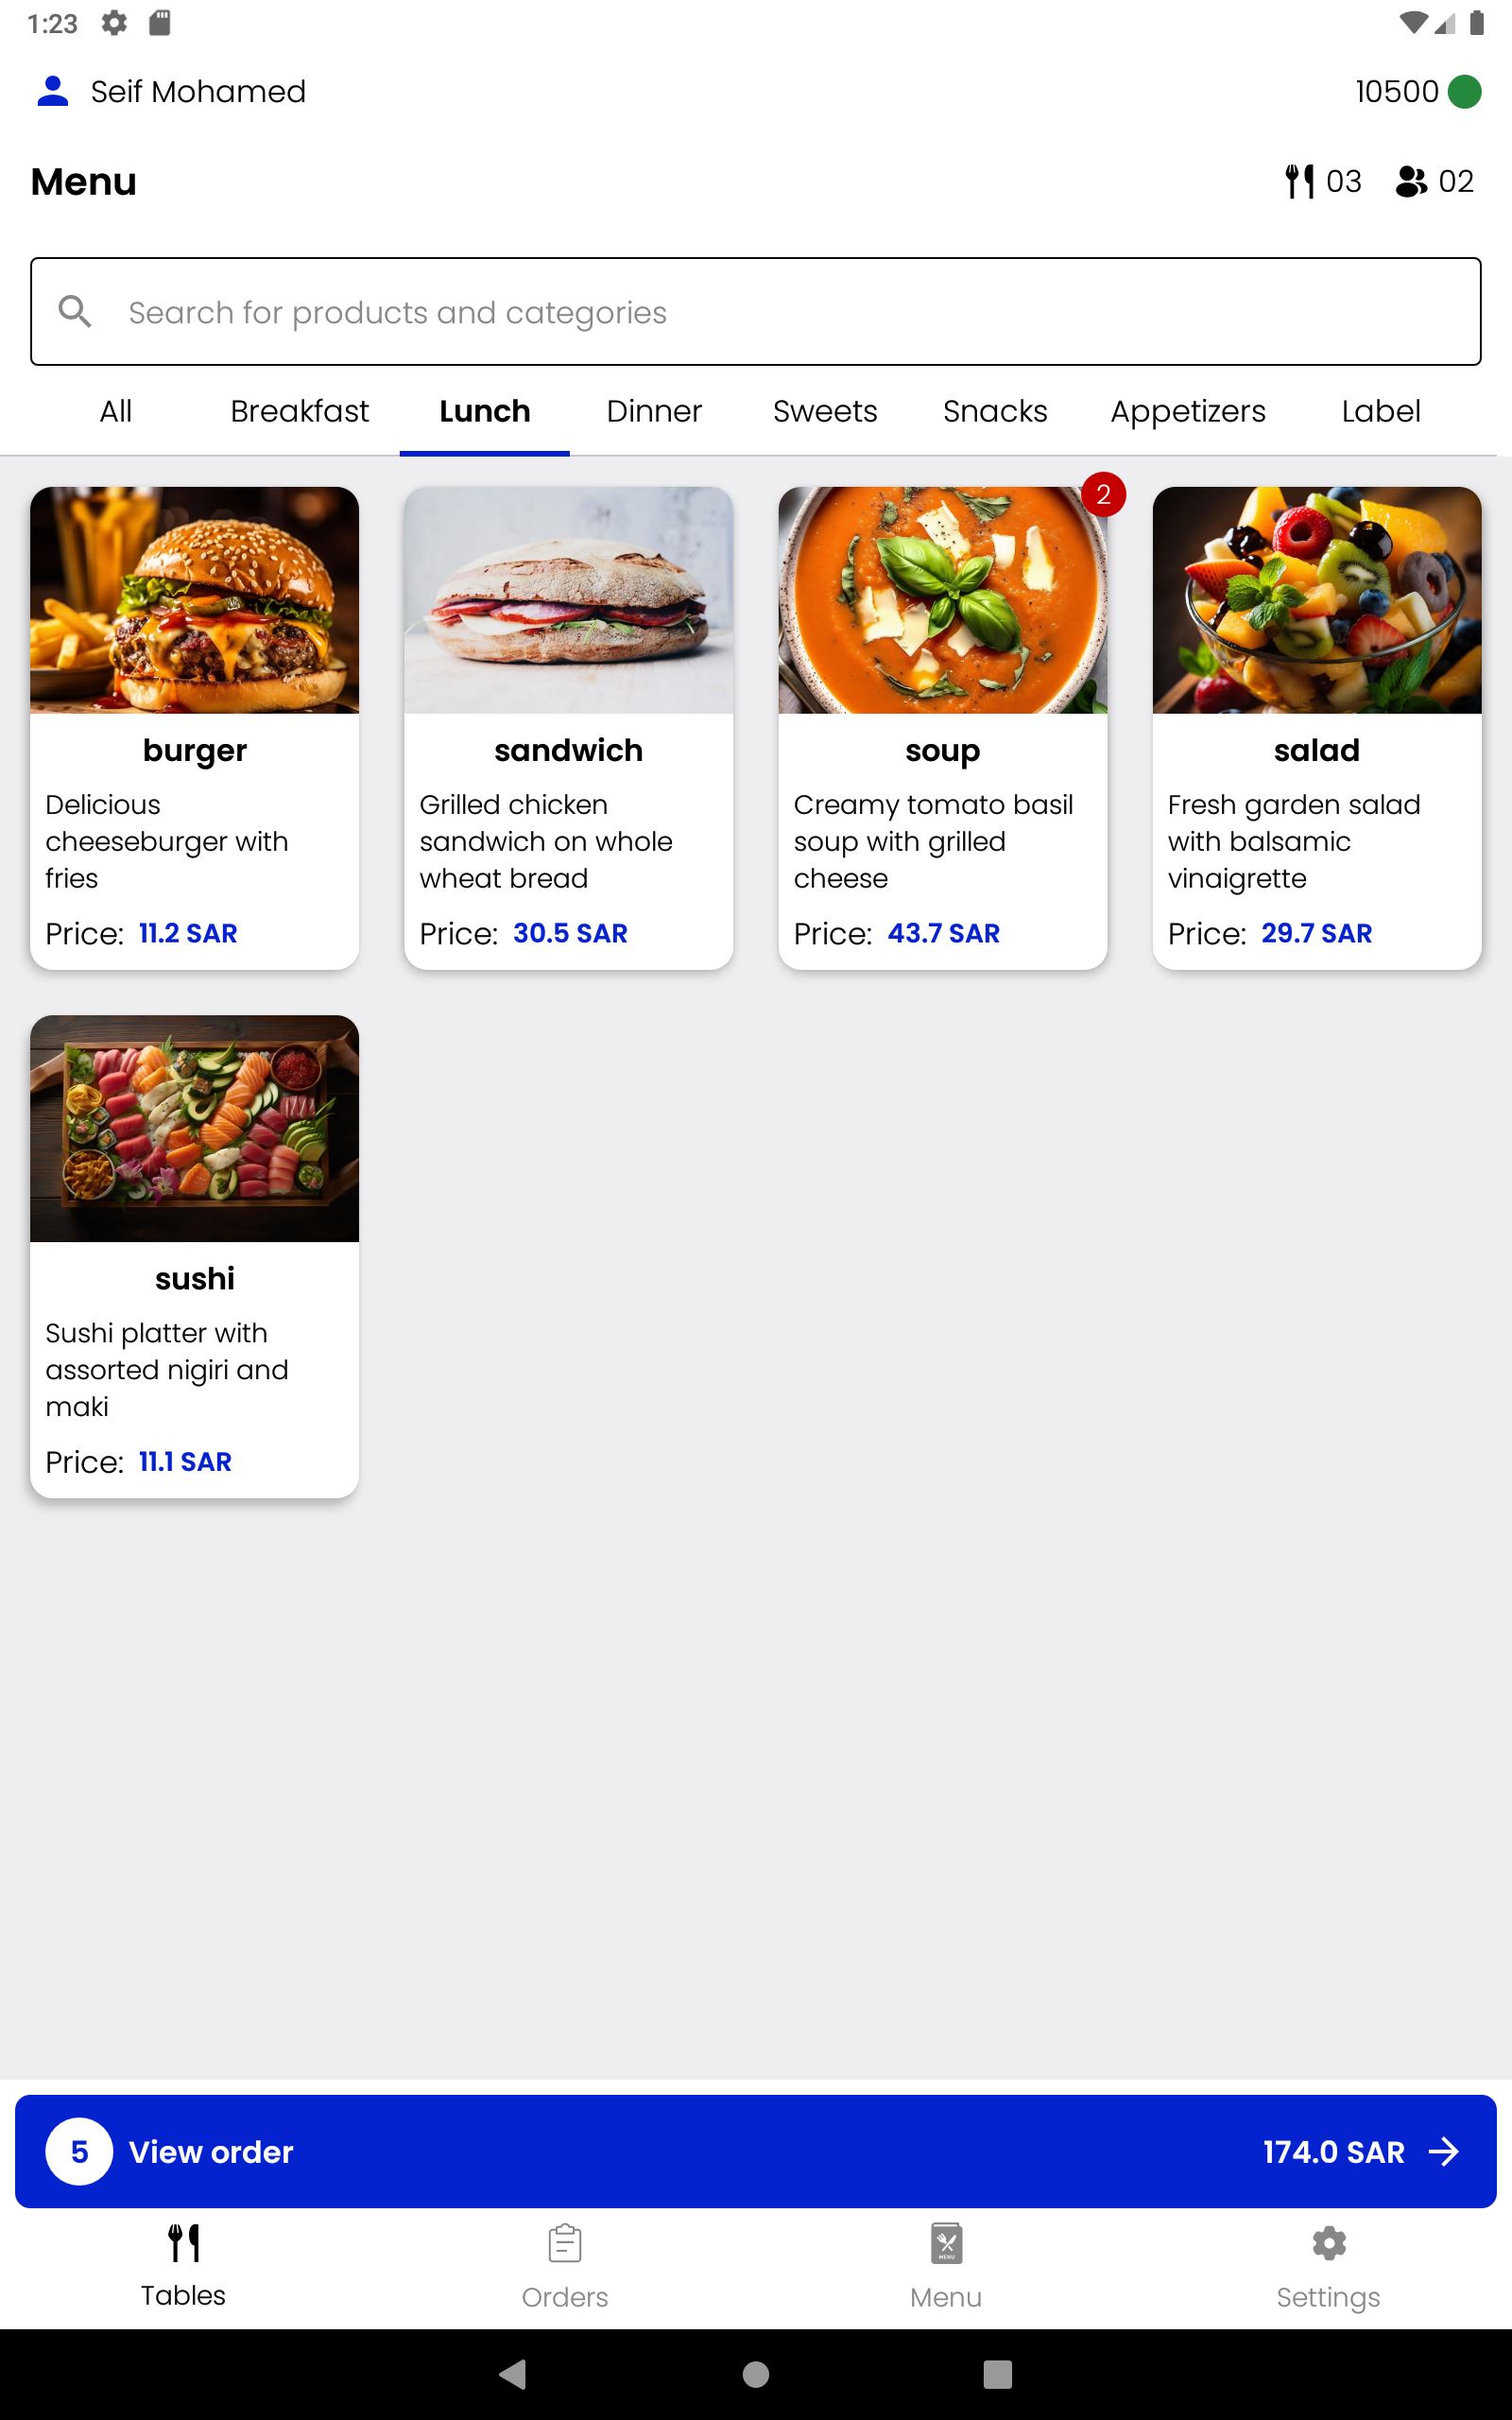 1:23
Seif Mohamed
10500
Menu
03
02
Search for products and categories
All
Breakfast
Lunch
Dinner
Sweets
Snacks
Appetizers
Label
2
burger
Delicious
cheeseburger with
fries
Price: 11.2 SAR
sandwich
Grilled chicken
sandwich on whole
wheat bread
Price: 30.5 SAR
soup
Creamy tomato basil
soup with grilled
cheese
Price: 43.7 SAR
salad
Fresh garden salad
with balsamic
vinaigrette
Price: 29.7 SAR
sushi
Sushi platter with
assorted nigiri and
maki
Price: 11.1 SAR
5 View order
174.0 SAR
Tables
Orders
MENU
Menu
Settings